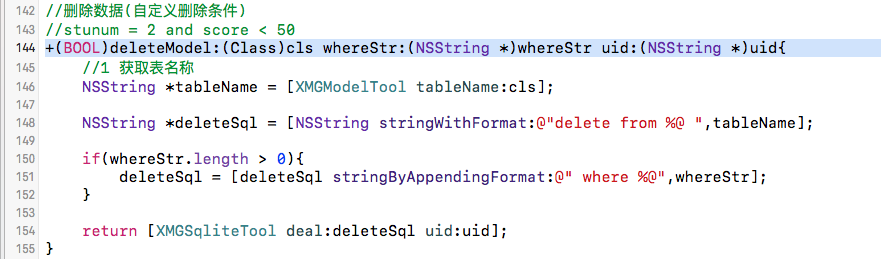 142 //删除数据(自定义删除条件)
143 //stunum = 2 and score < 50
144 +(BOOL)deleteModel:(Class)cls whereStr:(NSString *)whereStr uid:(NSString *)uid{
145 //1 获取表名称
146 NSString *tableName = [XMGModelTool tableName:cls];
147
148 NSString *deleteSql = [NSString stringWithFormat:@"delete from %@ ",tableName];
149
150 if(whereStr.length > 0){
151 deleteSql = [deleteSql stringByAppendingFormat:@" where %@",whereStr];
152 }
153
154 return [XMGSqliteTool deal:deleteSql uid:uid];
155 }